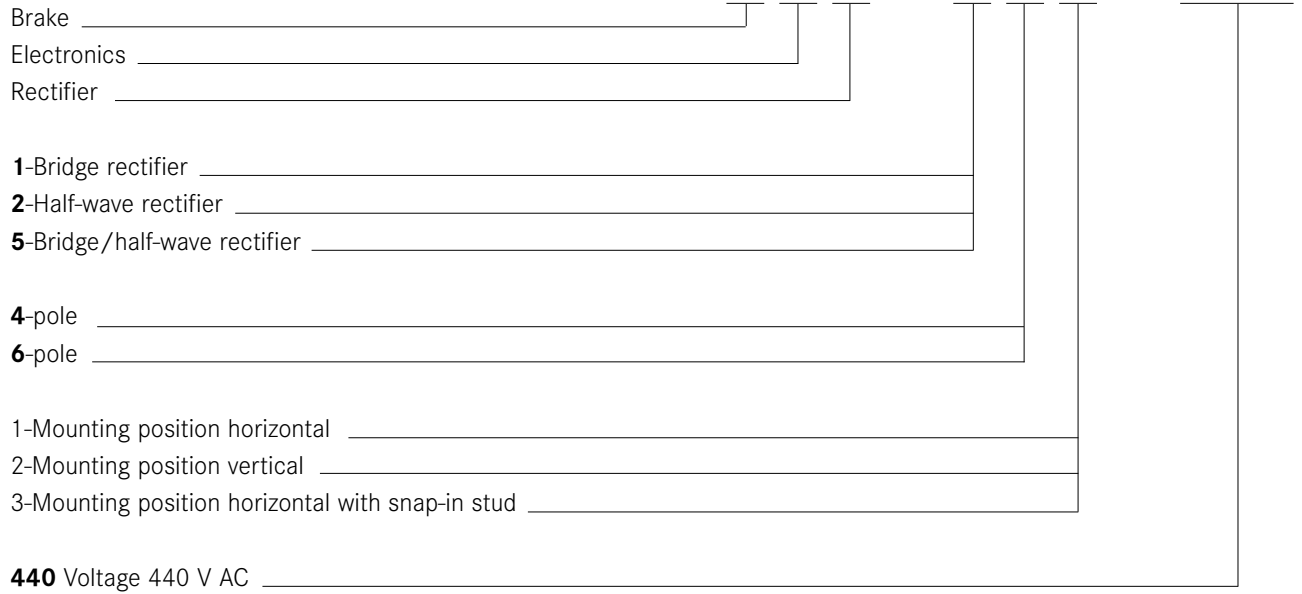 Brake
Electronics
Rectifier
1-Bridge rectifier
2-Half-wave rectifier
5-Bridge/half-wave rectifier
4-pole
6-pole
1-Mounting position horizontal
2-Mounting position vertical
3-Mounting position horizontal with snap-in stud
440 Voltage 440 V AC